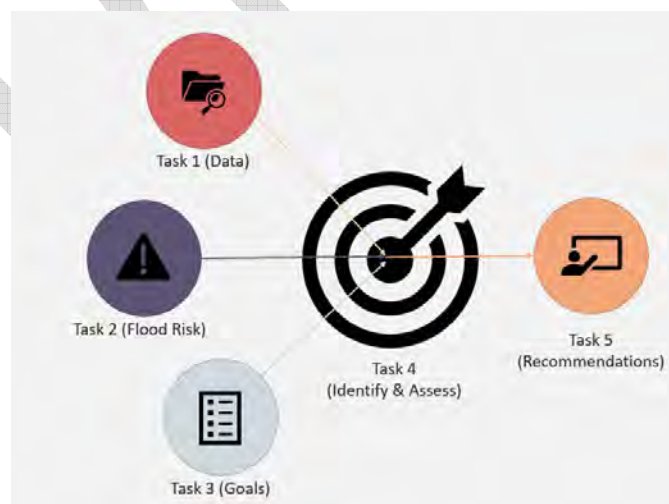 Task 1 (Data)
Task 2 (Flood Risk)
Task 3 (Goals)
Task 4
(Identify & Assess)
Task 5
(Recommendations)